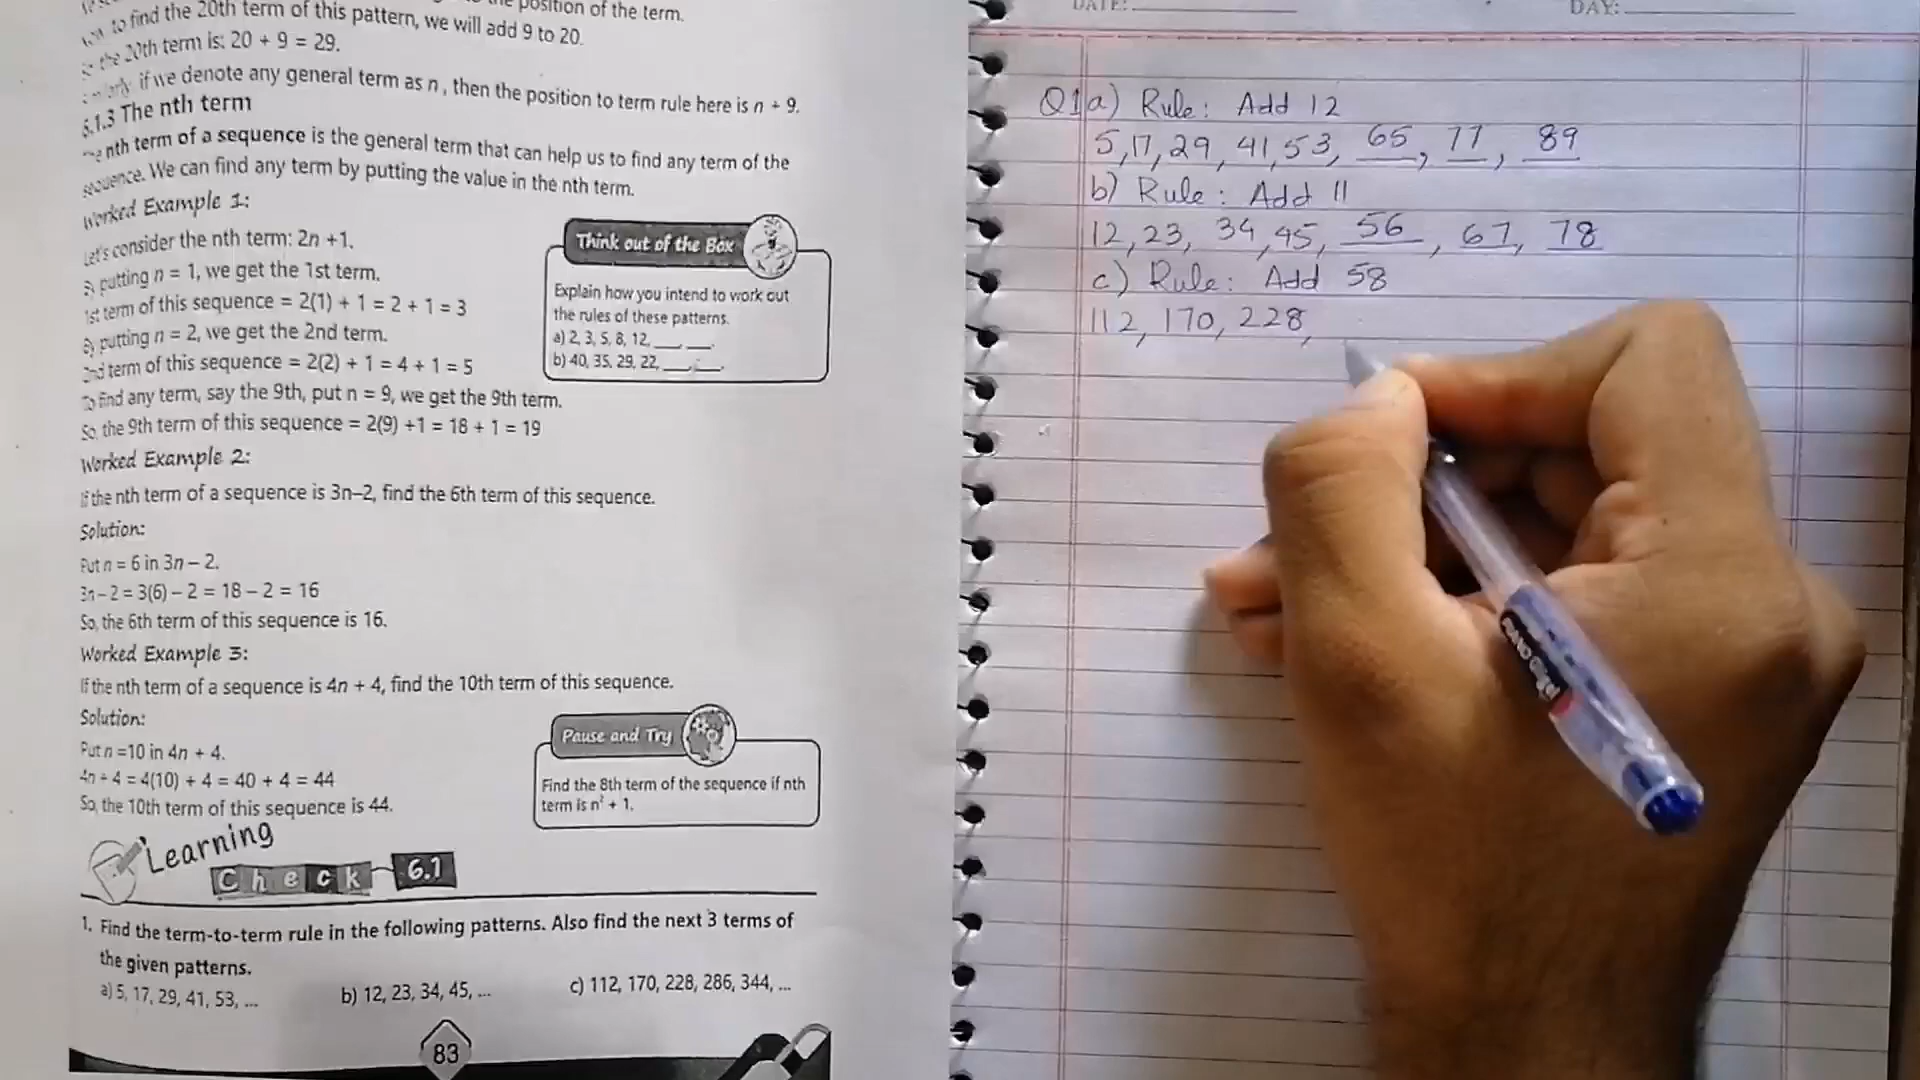 position of the term.
to find the 20th term of this pattern, we will add 9 to 20.
the 20th term is: 20 + 9 = 29.
if we denote any general term as n, then the position to term rule here is n + 9.
6.1.3 The nth term
nth term of a sequence is the general term that can help us to find any term of the
sequence. We can find any term by putting the value in the nth term.
Worked Example 1:
Let's consider the nth term: 2n +1.
By putting n = 1, we get the 1st term.
1st term of this sequence = 2(1) + 1 = 2 + 1 = 3
By putting n = 2, we get the 2nd term.
2nd term of this sequence = 2(2) + 1 = 4 + 1 = 5
To find any term, say the 9th, put n = 9, we get the 9th term.
So, the 9th term of this sequence = 2(9) +1 = 18 + 1 = 19
Think out of the Box
Explain how you intend to work out
the rules of these patterns.
a) 2, 3, 5, 8, 12, ___, ___.
b) 40, 35, 29, 22, ___, ___.
Worked Example 2:
If the nth term of a sequence is 3n–2, find the 6th term of this sequence.
Solution:
Put n = 6 in 3n – 2.
3n – 2 = 3(6) – 2 = 18 – 2 = 16
So, the 6th term of this sequence is 16.
Worked Example 3:
If the nth term of a sequence is 4n + 4, find the 10th term of this sequence.
Solution:
Put n =10 in 4n + 4.
4n + 4 = 4(10) + 4 = 40 + 4 = 44
So, the 10th term of this sequence is 44.
Pause and Try
Find the 8th term of the sequence if nth
term is n² + 1.
Learning
Check 6.1
1. Find the term-to-term rule in the following patterns. Also find the next 3 terms of
the given patterns.
a) 5, 17, 29, 41, 53, ... b) 12, 23, 34, 45, ... c) 112, 170, 228, 286, 344, ...
83
DATE: DAY:
Q1 a) Rule: Add 12
5, 17, 29, 41, 53, 65, 77, 89
b) Rule: Add 11
12, 23, 34, 45, 56, 67, 78
c) Rule: Add 58
112, 170, 228,